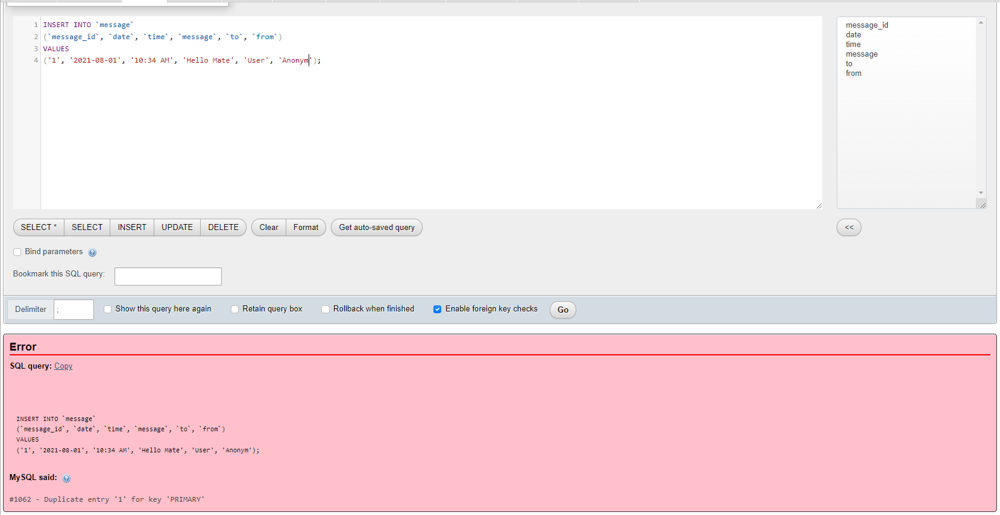 1 INSERT INTO `message`
2 (`message_id`, `date`, `time`, `message`, `to`, `from`)
3 VALUES
4 ('1', '2021-08-01', '10:34 AM', 'Hello Mate', 'User', 'Anonym');
message_id
date
time
message
to
from
SELECT * SELECT INSERT UPDATE DELETE Clear Format Get auto-saved query <<
Bind parameters
Bookmark this SQL query:
Delimiter ; Show this query here again Retain query box Rollback when finished Enable foreign key checks Go
Error
SQL query: Copy
INSERT INTO `message`
(`message_id`, `date`, `time`, `message`, `to`, `from`)
VALUES
('1', '2021-08-01', '10:34 AM', 'Hello Mate', 'User', 'Anonym');
MySQL said:
#1062 - Duplicate entry '1' for key 'PRIMARY'